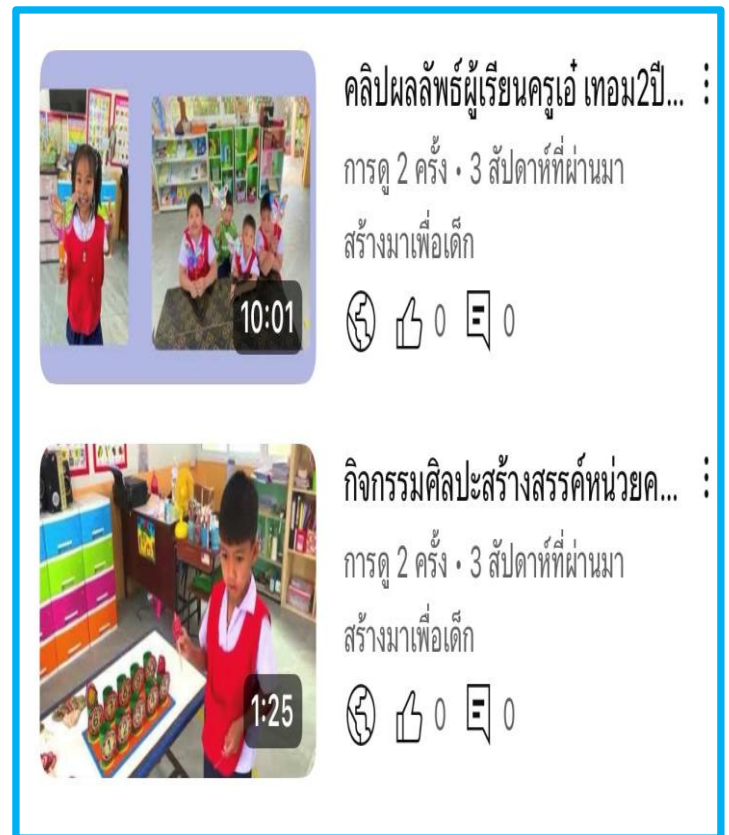 คลิปผลลัพธ์ผู้เรียนครูเอ๋ เทอม2ปี...
การดู 2 ครั้ง • 3 สัปดาห์ที่ผ่านมา
สร้างมาเพื่อเด็ก
10:01
0 0
กิจกรรมศิลปะสร้างสรรค์หน่วยค...
การดู 2 ครั้ง • 3 สัปดาห์ที่ผ่านมา
สร้างมาเพื่อเด็ก
1:25
0 0